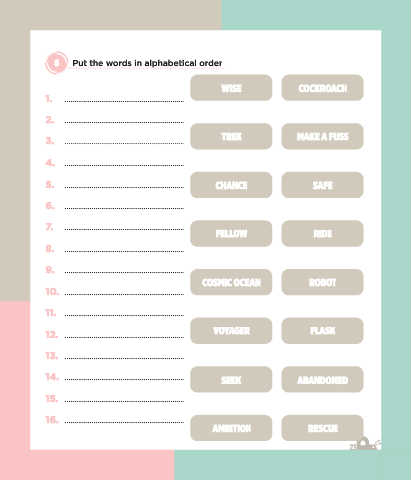 8 Put the words in alphabetical order
WISE COCKROACH
1.
2.
TREK MAKE A FUSS
3.
4.
CHANCE SAFE
5.
6.
FELLOW RIDE
7.
8.
9.
COSMIC OCEAN ROBOT
10.
11.
VOYAGER FLASK
12.
13.
SEEK ABANDONED
14.
15.
16.
AMBITION RESCUE